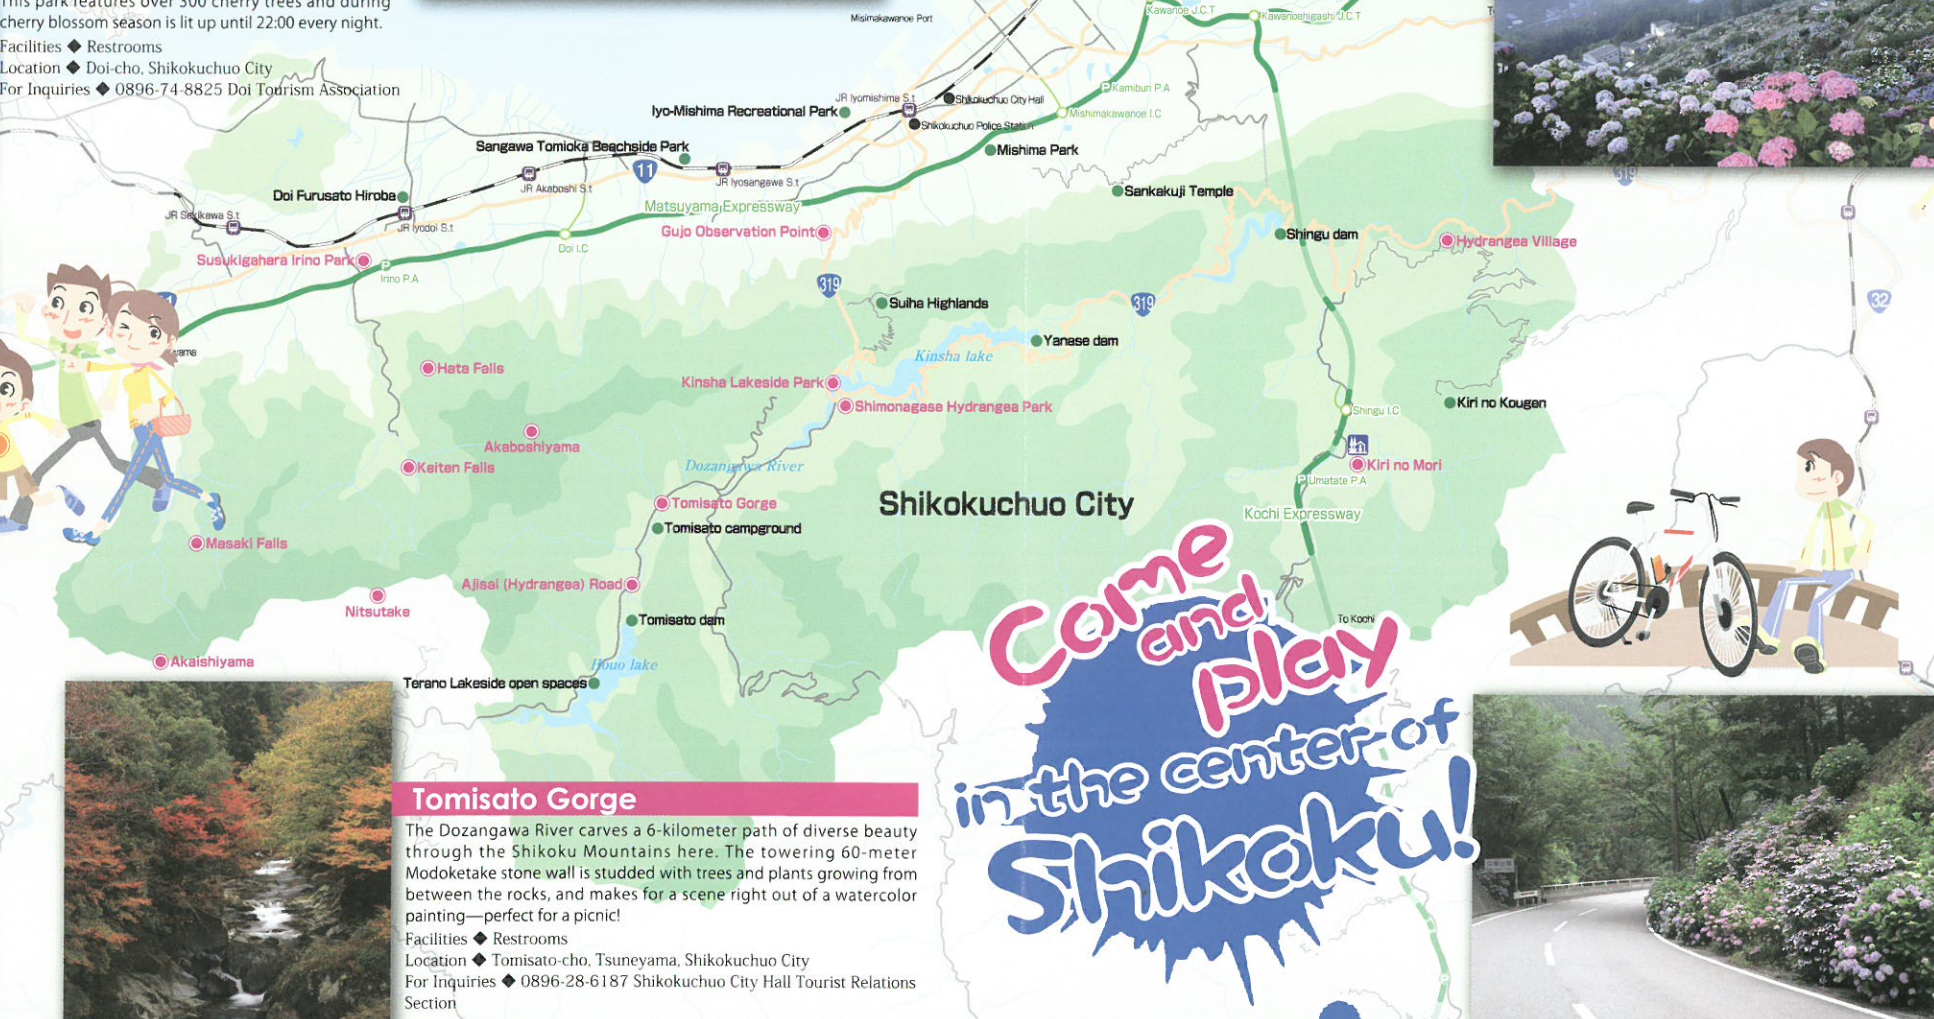 This park features over 300 cherry trees and during
cherry blossom season is lit up until 22:00 every night.
Facilities ◆ Restrooms
Location ◆ Doi-cho, Shikokuchuo City
For Inquiries ◆ 0896-74-8825 Doi Tourism Association
Misimakawanoe Port
Kawanoe J.C.T
Kawanoehigashi J.C.T
Kamibun P.A
JR Iyomishima S.t
Shikokuchuo City Hall
Iyo-Mishima Recreational Park
Mishimakawanoe I.C
Shikokuchuo Police Station
Sangawa Tomioka Beachside Park
Mishima Park
11
JR Iyosangawa S.t
JR Akaboshi S.t
319
Sankakuji Temple
Doi Furusato Hiroba
Matsuyama Expressway
JR Sekikawa S.t
JR Iyodoi S.t
Gujo Observation Point
Shingu dam
Hydrangea Village
Doi I.C
Susukigahara Irino Park
P
Irino P.A
319
Suiha Highlands
319
32
Yanase dam
Kinsha lake
Hata Falls
Kinsha Lakeside Park
Shimonagase Hydrangea Park
Kiri no Kougen
Shingu I.C
Akaboshiyama
Keiten Falls
Dozangawa River
Kiri no Mori
P
Umatate P.A
Tomisato Gorge
Shikokuchuo City
Kochi Expressway
Tomisato campground
Masaki Falls
Ajisai (Hydrangea) Road
Nitsutake
Tomisato dam
To Kochi
Akaishiyama
Houo lake
Terano Lakeside open spaces
Come
and
play
in the center of
Shikoku!
Tomisato Gorge
The Dozangawa River carves a 6-kilometer path of diverse beauty
through the Shikoku Mountains here. The towering 60-meter
Modoketake stone wall is studded with trees and plants growing from
between the rocks, and makes for a scene right out of a watercolor
painting—perfect for a picnic!
Facilities ◆ Restrooms
Location ◆ Tomisato-cho, Tsuneyama, Shikokuchuo City
For Inquiries ◆ 0896-28-6187 Shikokuchuo City Hall Tourist Relations
Section